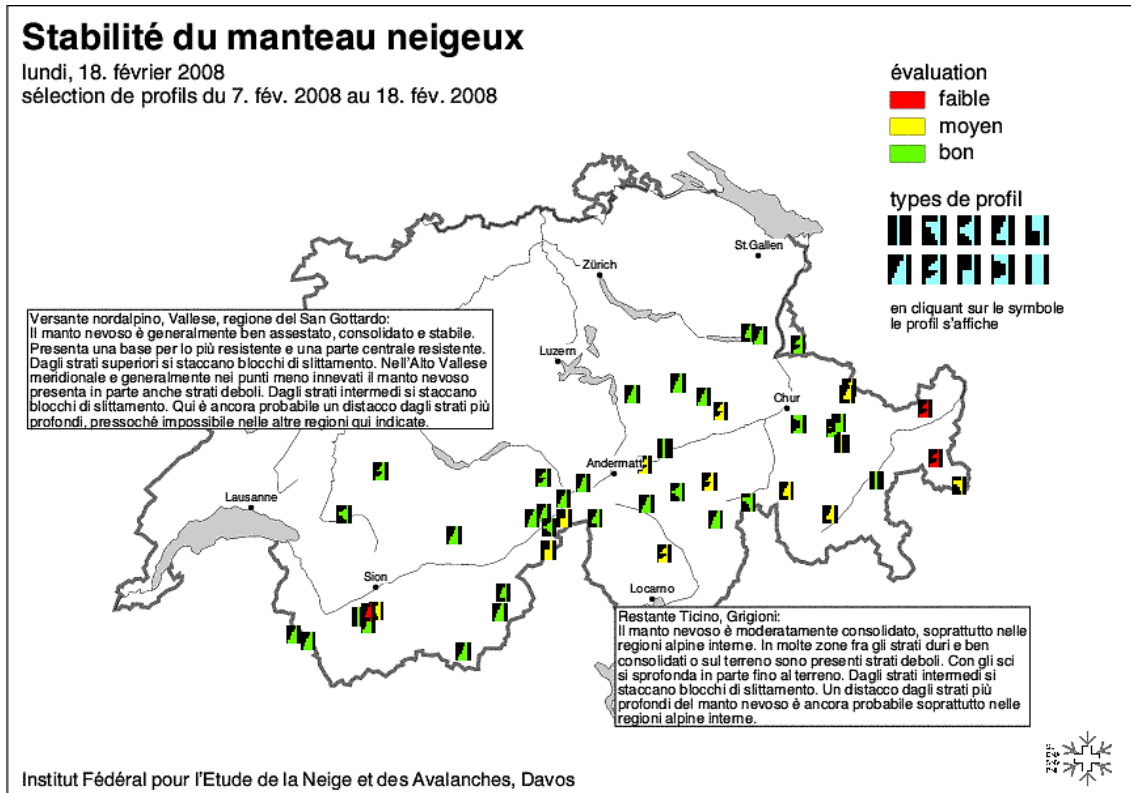 Stabilité du manteau neigeux
lundi, 18. février 2008
sélection de profils du 7. fév. 2008 au 18. fév. 2008
évaluation
faible
moyen
bon
types de profil
en cliquant sur le symbole
le profil s'affiche
St.Gallen
Zürich
Versante nordalpino, Vallese, regione del San Gottardo:
Il manto nevoso è generalmente ben assestato, consolidato e stabile.
Presenta una base per lo più resistente e una parte centrale resistente.
Dagli strati superiori si staccano blocchi di slittamento. Nell'Alto Vallese
meridionale e generalmente nei punti meno innevati il manto nevoso
presenta in parte anche strati deboli. Dagli strati intermedi si staccano
blocchi di slittamento. Qui è ancora probabile un distacco dagli strati più
profondi, pressoché impossibile nelle altre regioni qui indicate.
Luzern
Chur
Andermatt
Lausanne
Sion
Locarno
Restante Ticino, Grigioni:
Il manto nevoso è moderatamente consolidato, soprattutto nelle
regioni alpine interne. In molte zone fra gli strati duri e ben
consolidati o sul terreno sono presenti strati deboli. Con gli sci
si sprofonda in parte fino al terreno. Dagli strati intermedi si
staccano blocchi di slittamento. Un distacco dagli strati più
profondi del manto nevoso è ancora probabile soprattutto nelle
regioni alpine interne.
Institut Fédéral pour l'Etude de la Neige et des Avalanches, Davos